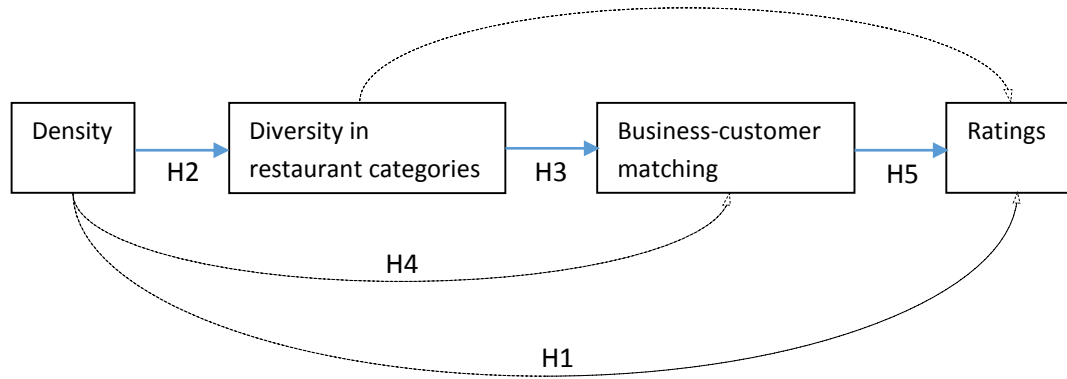 Density
H2
Diversity in
restaurant categories
H3
Business-customer
matching
H5
Ratings
H4
H1